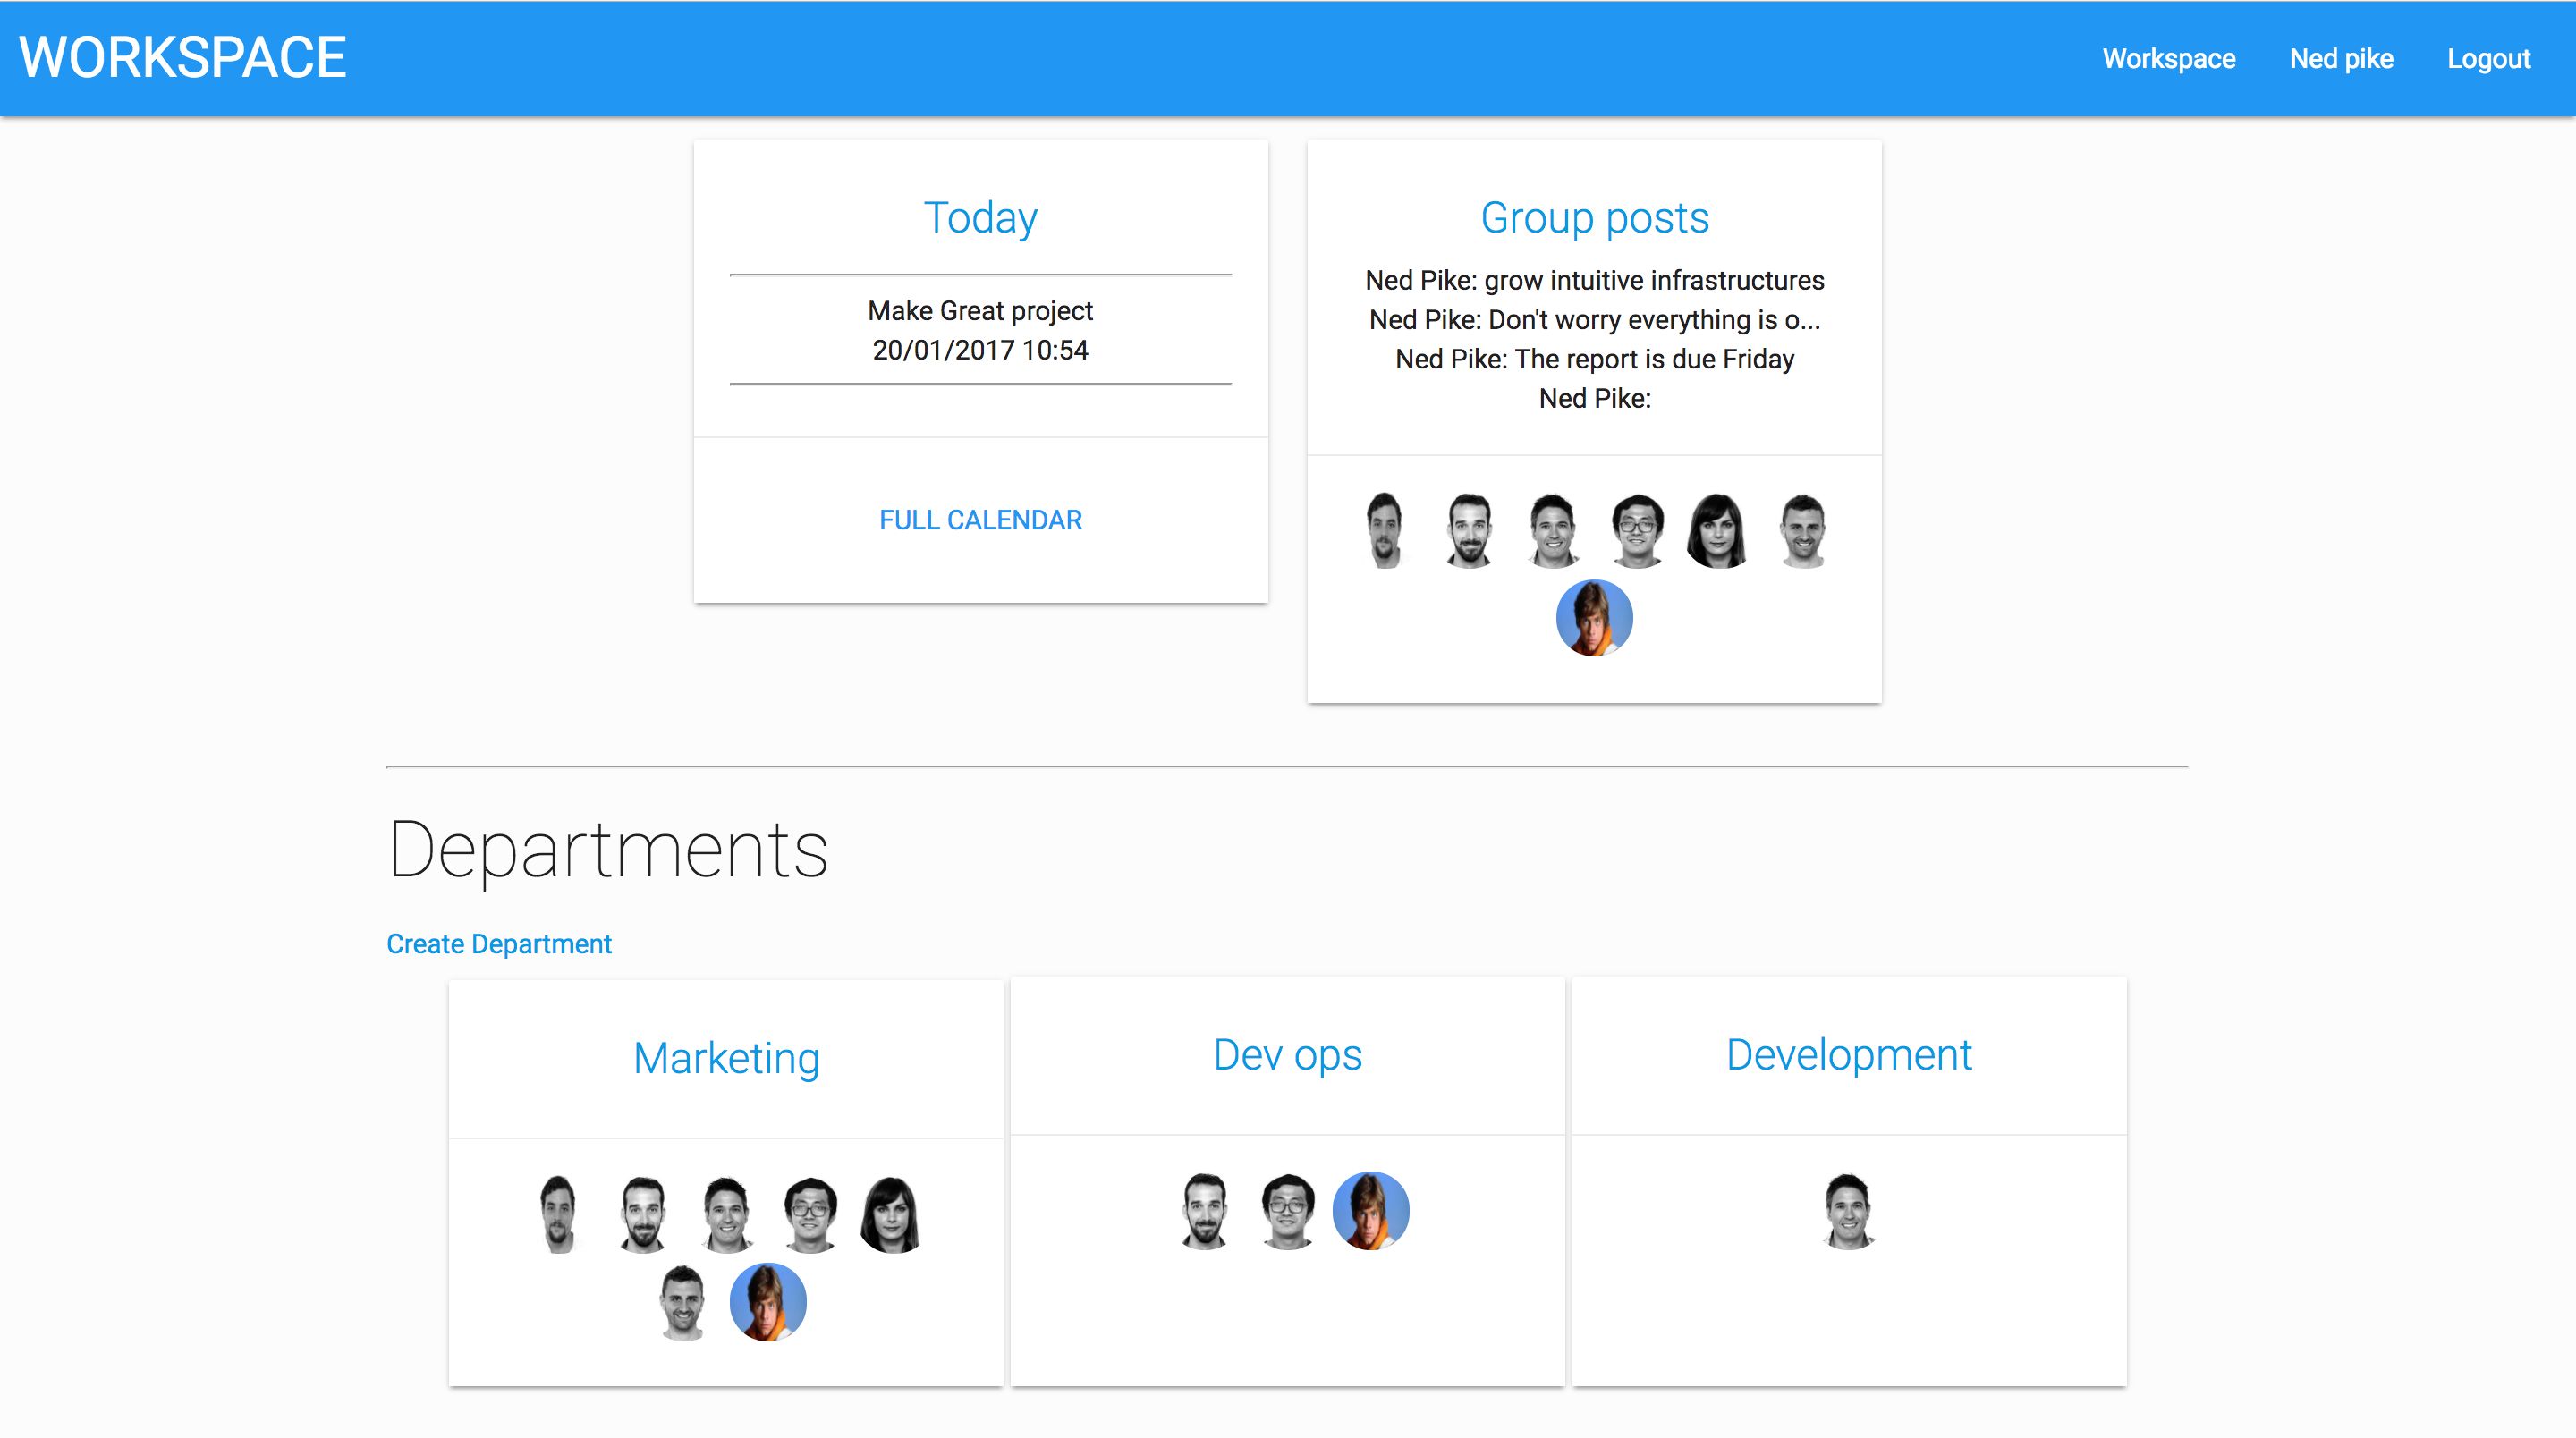 WORKSPACE
Workspace
Ned pike
Logout
Today
Make Great project
20/01/2017 10:54
FULL CALENDAR
Group posts
Ned Pike: grow intuitive infrastructures
Ned Pike: Don't worry everything is o...
Ned Pike: The report is due Friday
Ned Pike:
Departments
Create Department
Marketing
Dev ops
Development